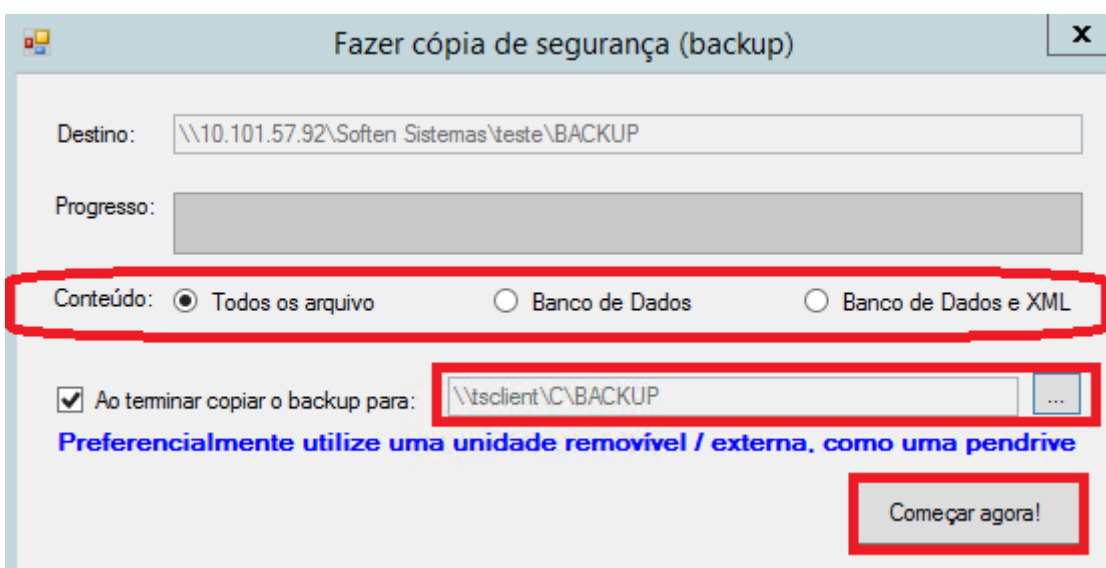 Fazer cópia de segurança (backup)
x
Destino: \\10.101.57.92\Soften Sistemas\teste\BACKUP
Progresso:
Conteúdo: Todos os arquivo Banco de Dados Banco de Dados e XML
Ao terminar copiar o backup para: \\tsclient\C\BACKUP ...
Preferencialmente utilize uma unidade removível / externa, como uma pendrive
Começar agora!